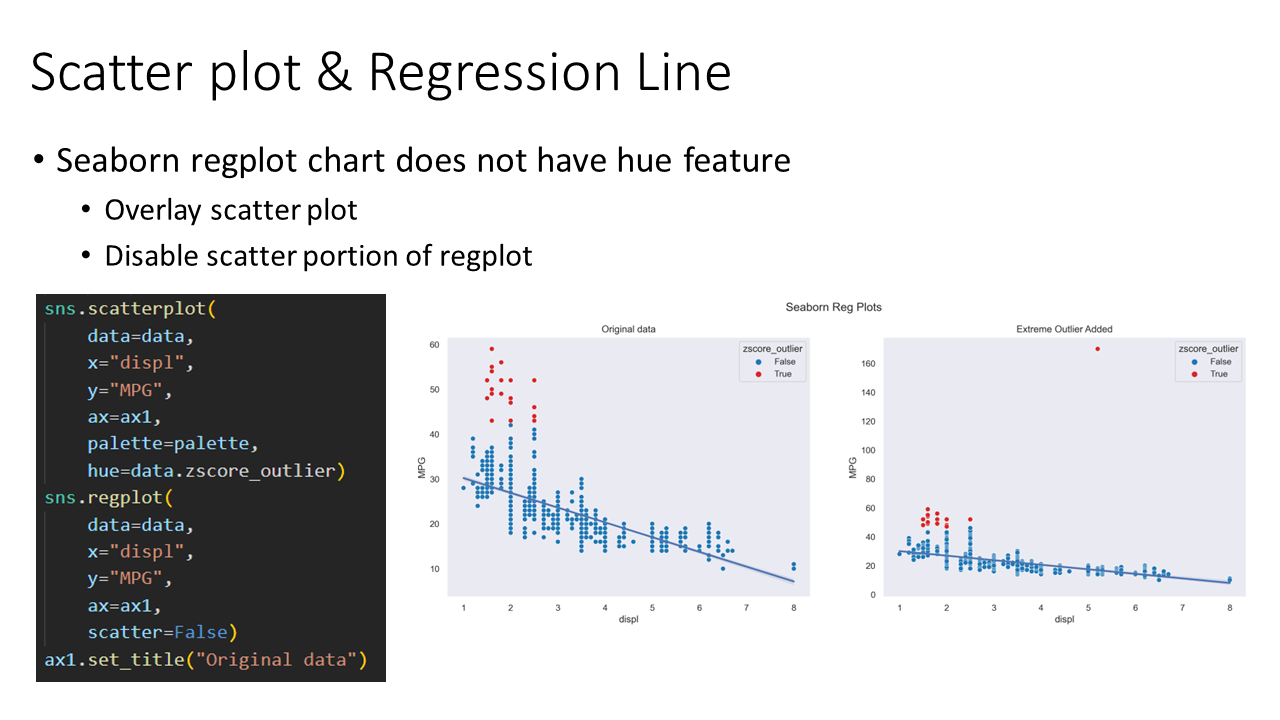 Scatter plot & Regression Line
• Seaborn regplot chart does not have hue feature
• Overlay scatter plot
• Disable scatter portion of regplot
sns.scatterplot(
data=data,
x="displ",
y="MPG",
ax=ax1,
palette=palette,
hue=data.zscore_outlier)
sns.regplot(
data=data,
x="displ",
y="MPG",
ax=ax1,
scatter=False)
ax1.set_title("Original data")
Seaborn Reg Plots
Original data
zscore_outlier
False
True
60
50
40
30
20
10
MPG
1 2 3 4 5 6 7 8
displ
Extreme Outlier Added
zscore_outlier
False
True
160
140
120
100
80
60
40
20
0
MPG
1 2 3 4 5 6 7 8
displ